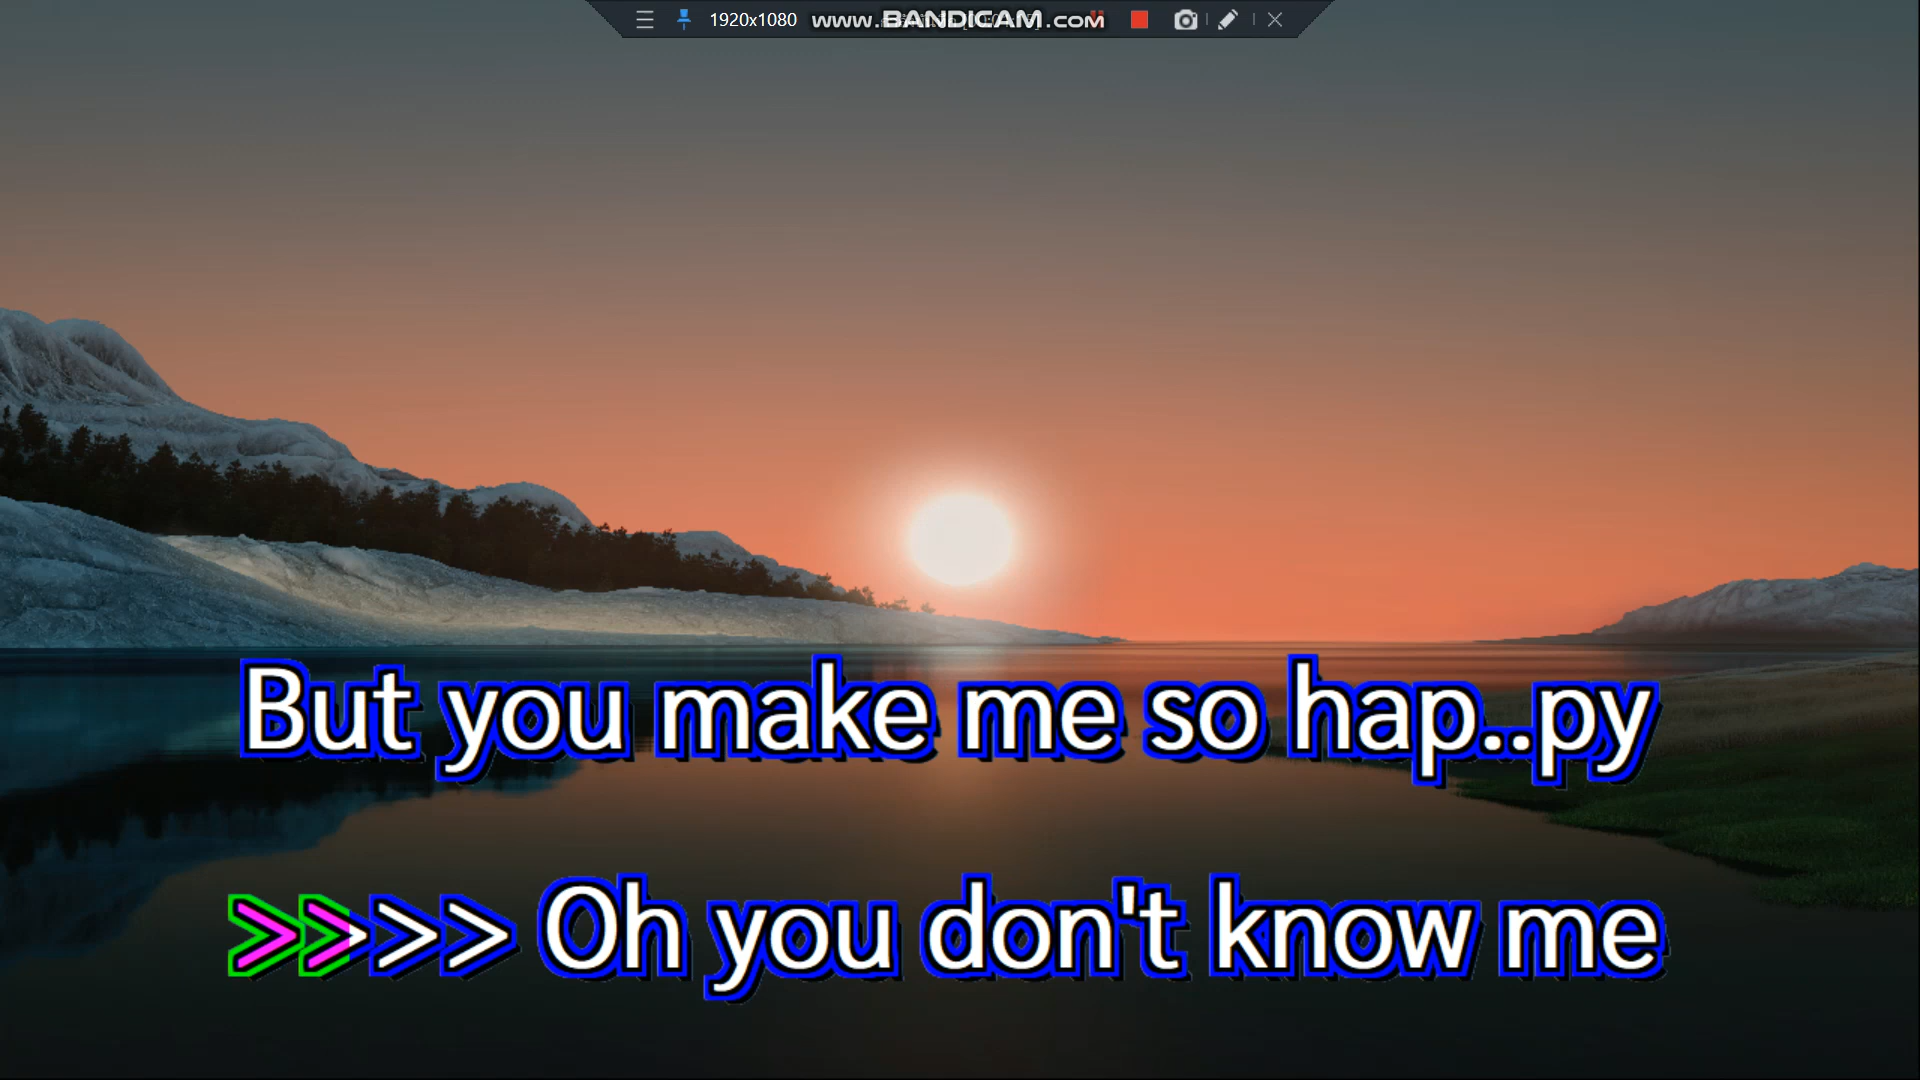 1920x1080 www.BANDICAM.com
But you make me so hap..py
>>>> Oh you don't know me